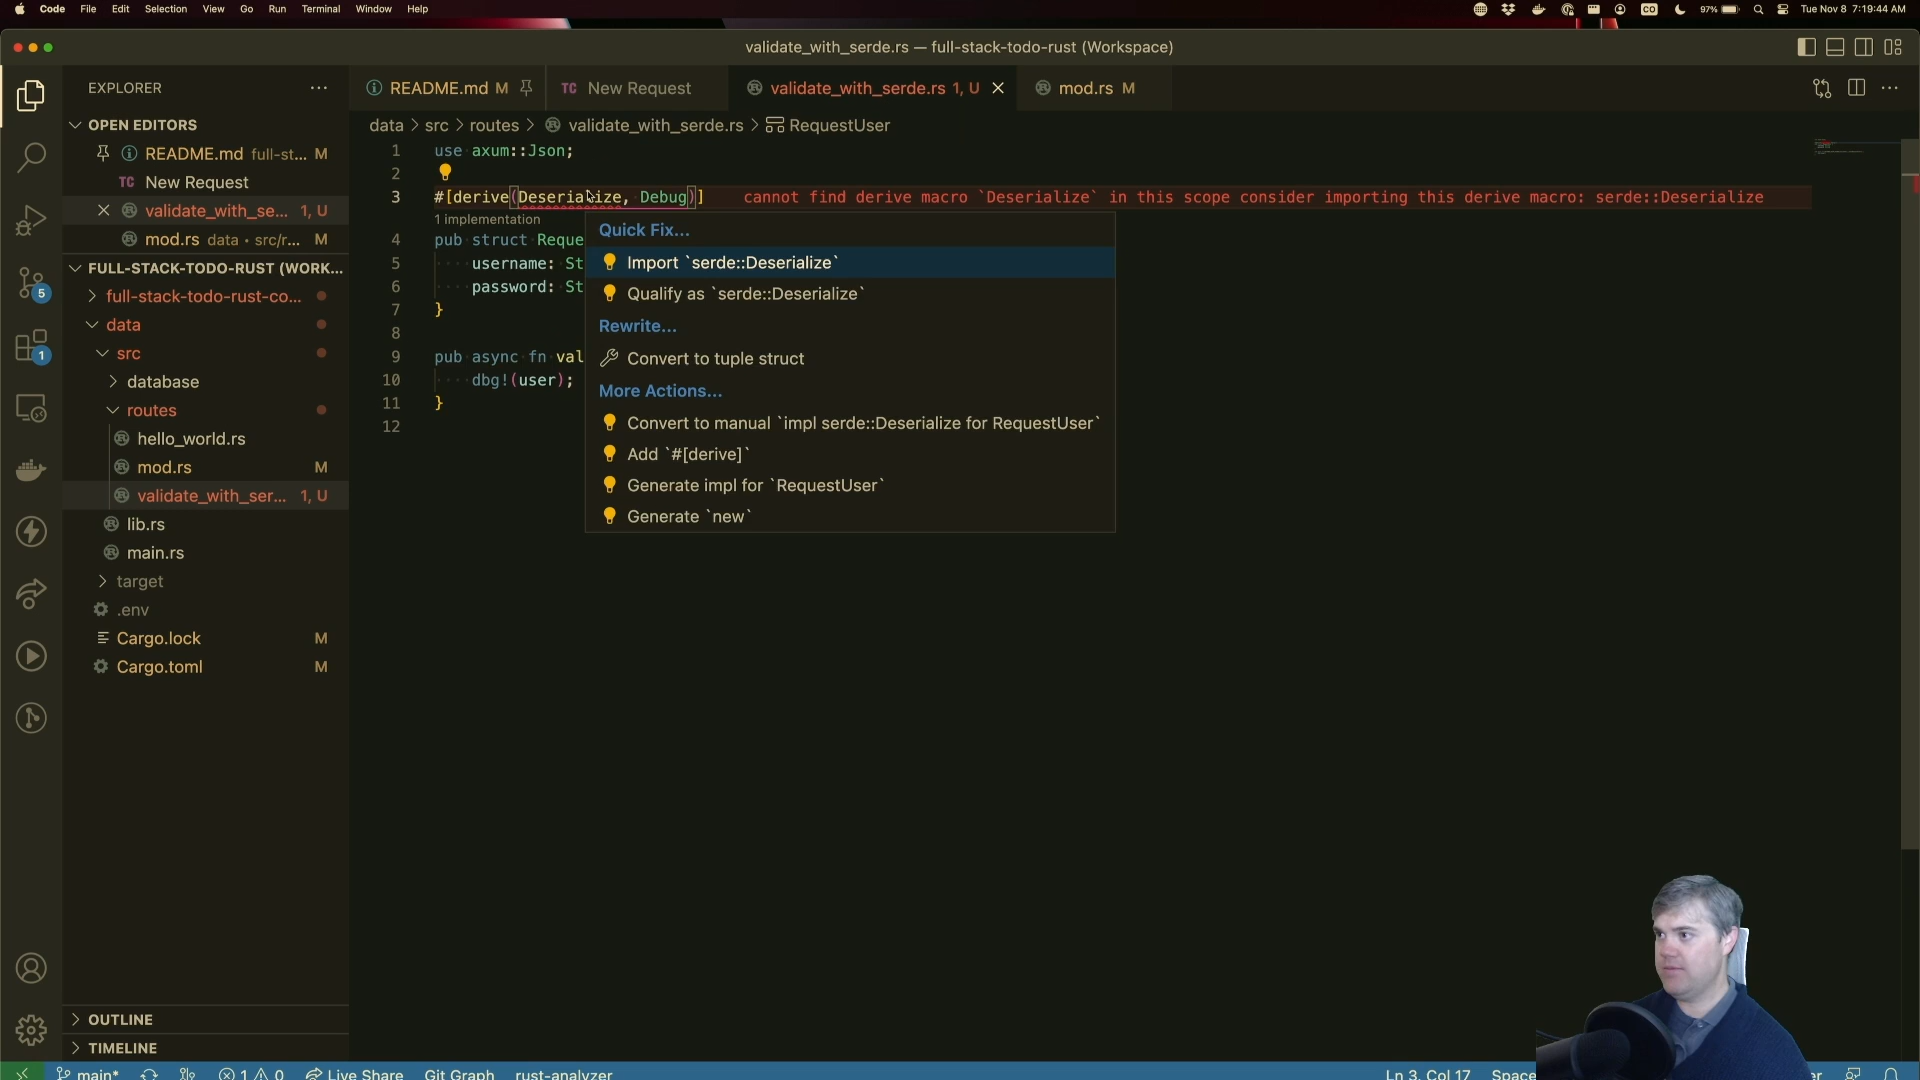 Code File Edit Selection View Go Run Terminal Window Help
CO 97% Tue Nov 8 7:19:44 AM
validate_with_serde.rs — full-stack-todo-rust (Workspace)
EXPLORER
README.md M
TC New Request
validate_with_serde.rs 1, U
mod.rs M
OPEN EDITORS
README.md full-st... M
TC New Request
validate_with_se... 1, U
mod.rs data • src/r... M
FULL-STACK-TODO-RUST (WORK...
full-stack-todo-rust-co...
data
src
database
routes
hello_world.rs
mod.rs M
validate_with_ser... 1, U
lib.rs
main.rs
target
.env
Cargo.lock M
Cargo.toml M
5
1
OUTLINE
TIMELINE
data > src > routes > validate_with_serde.rs > RequestUser
1 use axum::Json;
2
3 #[derive(Deserialize, Debug)] cannot find derive macro `Deserialize` in this scope consider importing this derive macro: serde::Deserialize
1 implementation
4 pub struct Reque
5 username: St
6 password: St
7 }
8
9 pub async fn val
10 dbg!(user);
11 }
12
Quick Fix...
Import `serde::Deserialize`
Qualify as `serde::Deserialize`
Rewrite...
Convert to tuple struct
More Actions...
Convert to manual `impl serde::Deserialize for RequestUser`
Add `#[derive]`
Generate impl for `RequestUser`
Generate `new`
main* 1 0 Live Share Git Graph rust-analyzer
Ln 3, Col 17